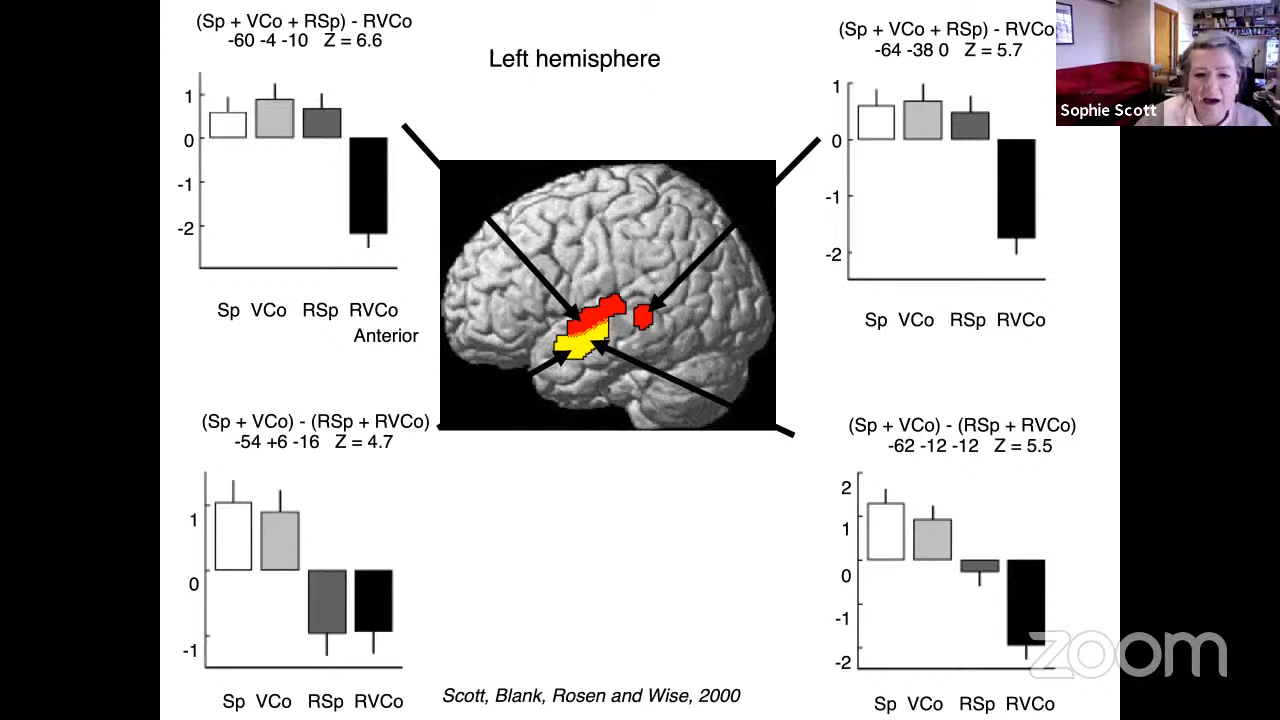 (Sp + VCo + RSp) - RVCo
-60 -4 -10 Z = 6.6
1
0
-1
-2
Sp VCo RSp RVCo
Anterior
Left hemisphere
(Sp + VCo + RSp) - RVCo
-64 -38 0 Z = 5.7
1
0
-1
-2
Sp VCo RSp RVCo
Sophie Scott
(Sp + VCo) - (RSp + RVCo)
-54 +6 -16 Z = 4.7
1
0
-1
Sp VCo RSp RVCo
(Sp + VCo) - (RSp + RVCo)
-62 -12 -12 Z = 5.5
2
1
0
-1
-2
Sp VCo RSp RVCo
Scott, Blank, Rosen and Wise, 2000
zoom